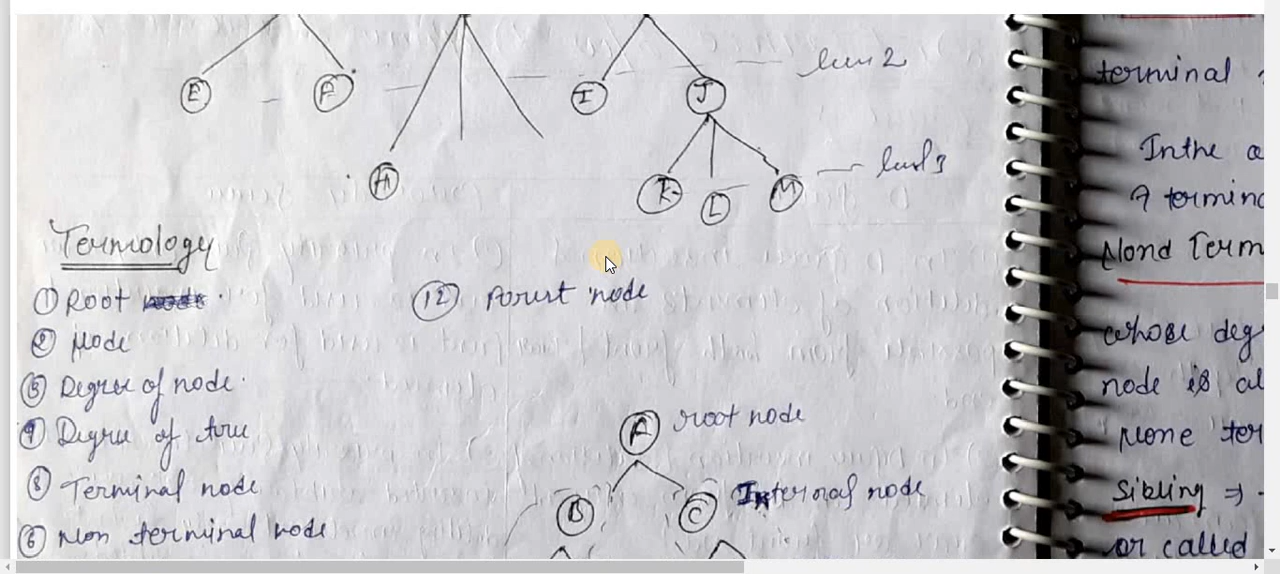 E F I J level 2
H K L M level 3
Termology
① Root
② Node
③ Degree of node
④ Degree of tree
⑤ Terminal node
⑥ Non terminal node
⑫ Forest node
A root node
B C Internal node
terminal
In the
terminal
Nond Term
whose deg
node is al
None ter
Sibling ⇒
or called